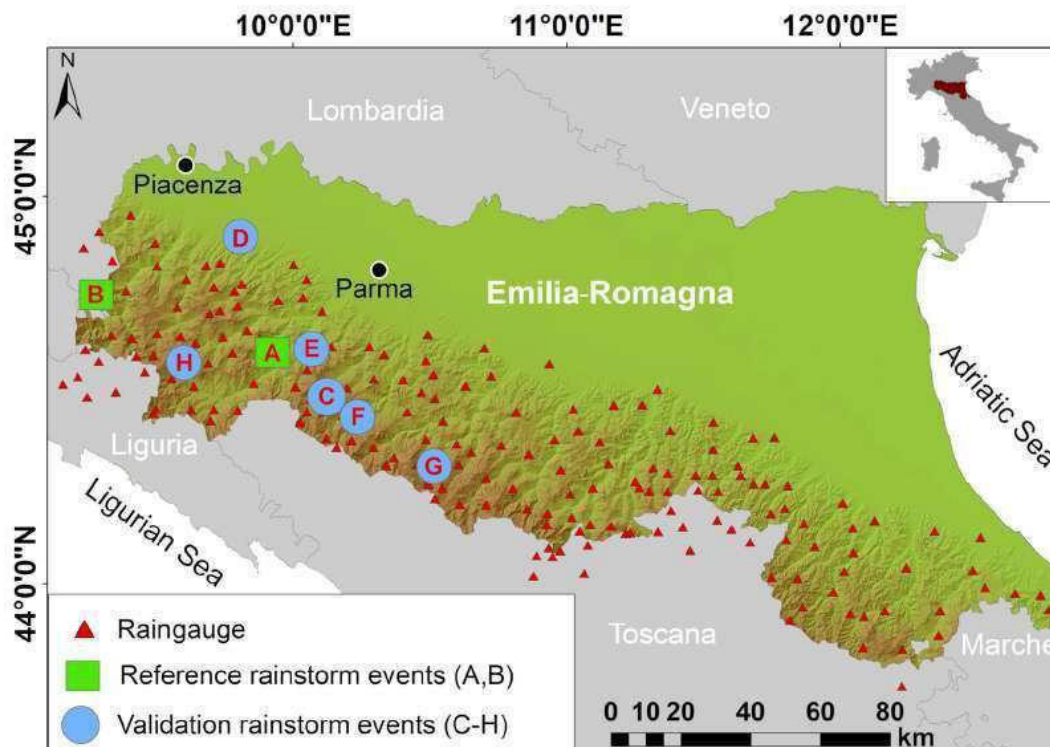 10°0'0"E 11°0'0"E 12°0'0"E
N
Lombardia
Veneto
45°0'0"N
Piacenza
D
B
Parma
Emilia-Romagna
A
E
H
C
F
G
Liguria
Ligurian Sea
Adriatic Sea
44°0'0"N
Toscana
Marche
Raingauge
Reference rainstorm events (A,B)
Validation rainstorm events (C-H)
0 10 20 40 60 80
km